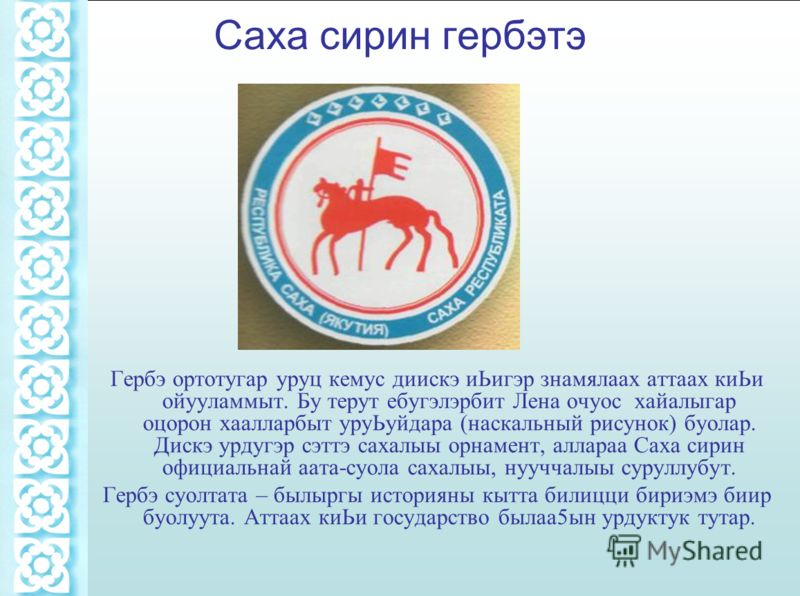 Саха сирин гербэтэ
РЕСПУБЛИКА САХА (ЯКУТИЯ) САХА РЕСПУБЛИКАТА
Гербэ ортотугар уруц кемус диискэ иЬигэр знамялаах аттаах киЬи
ойууламмыт. Бу терут ебугэлэрбит Лена очуос хайалыгар
оцорон хаалларбыт уруЬуйдара (наскальный рисунок) буолар.
Дискэ урдугэр сэттэ сахалыы орнамент, аллараа Саха сирин
официальнай аата-суола сахалыы, нууччалыы суруллубут.
Гербэ суолтата – былыргы историяны кытта билицци бириэмэ биир
буолуута. Аттаах киЬи государство былаа5ын урдуктук тутар.
MyShared